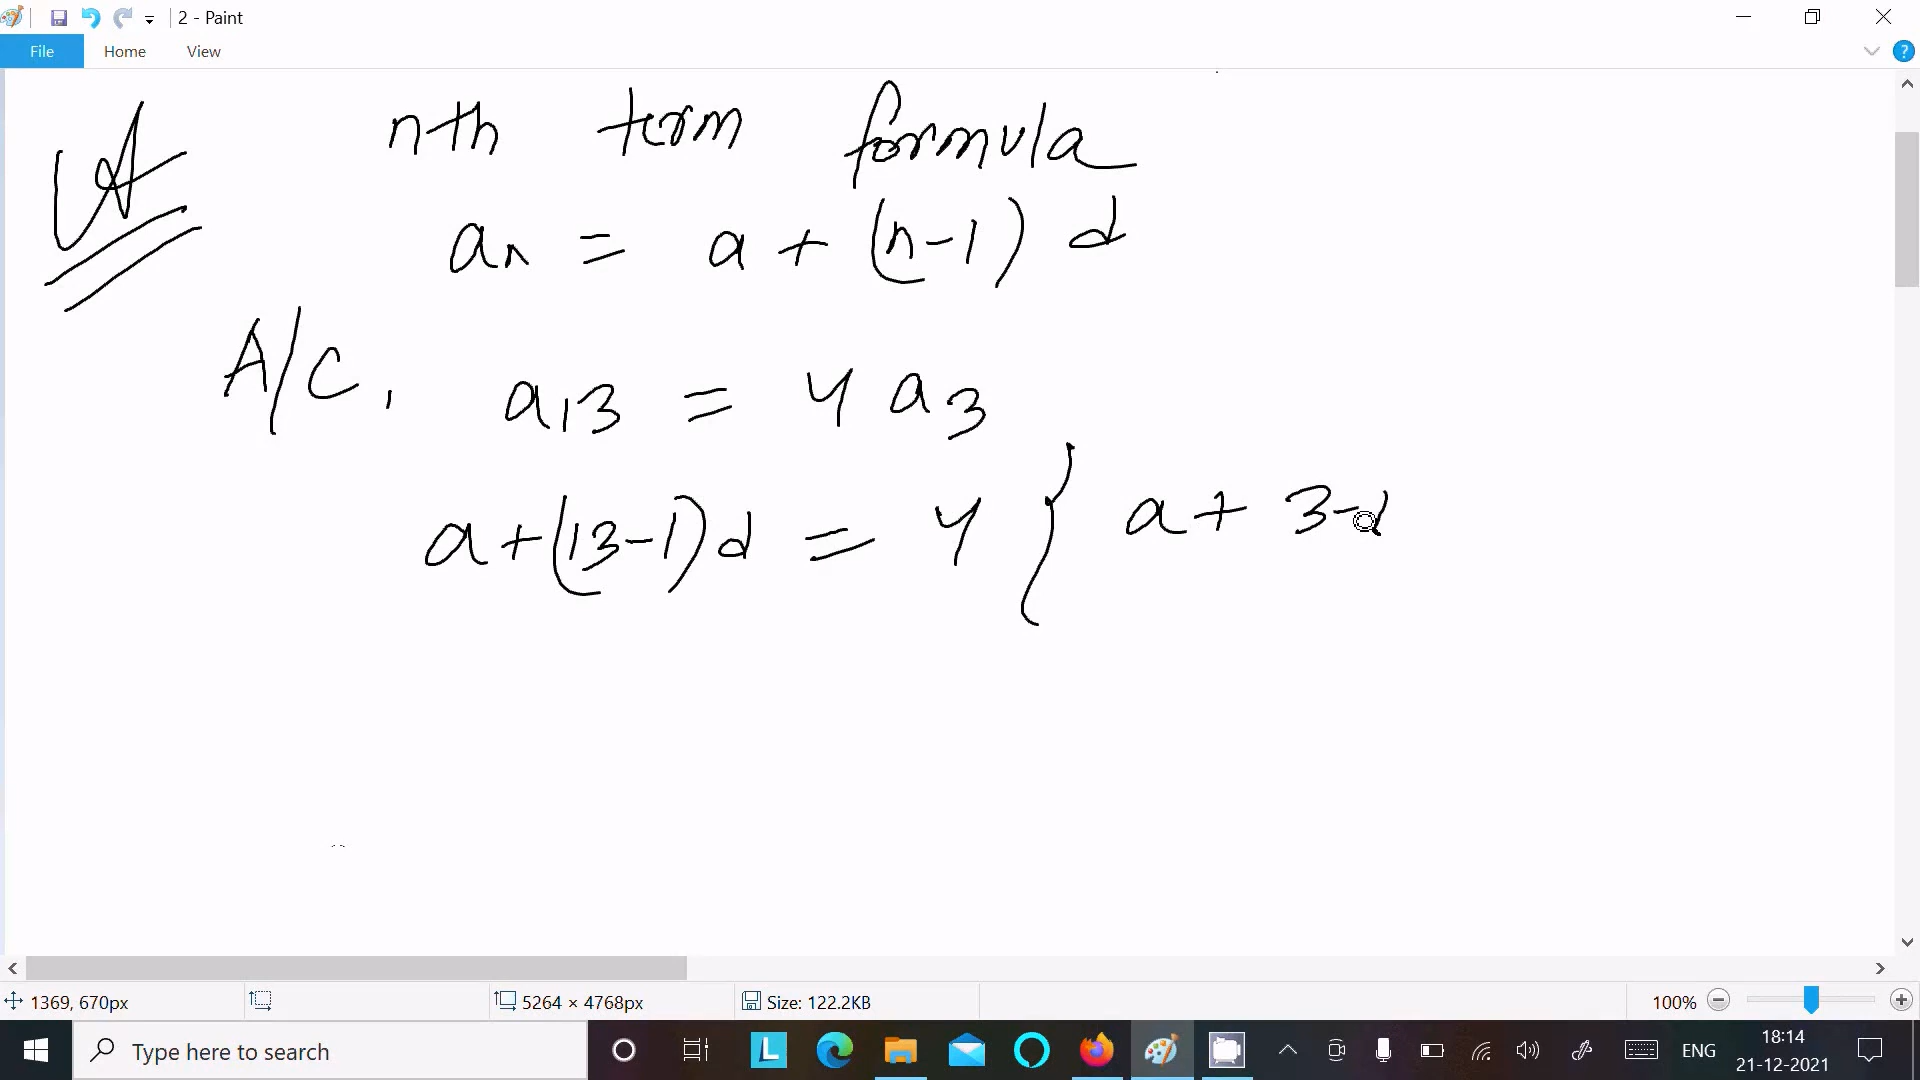 2 - Paint
File Home View
nth term formula
an = a + (n-1) d
A/C, a13 = 4 a3
a+(13-1)d = 4 { a+ 3-1
1369, 670px 5264 × 4768px Size: 122.2KB 100%
Type here to search
ENG
18:14
21-12-2021